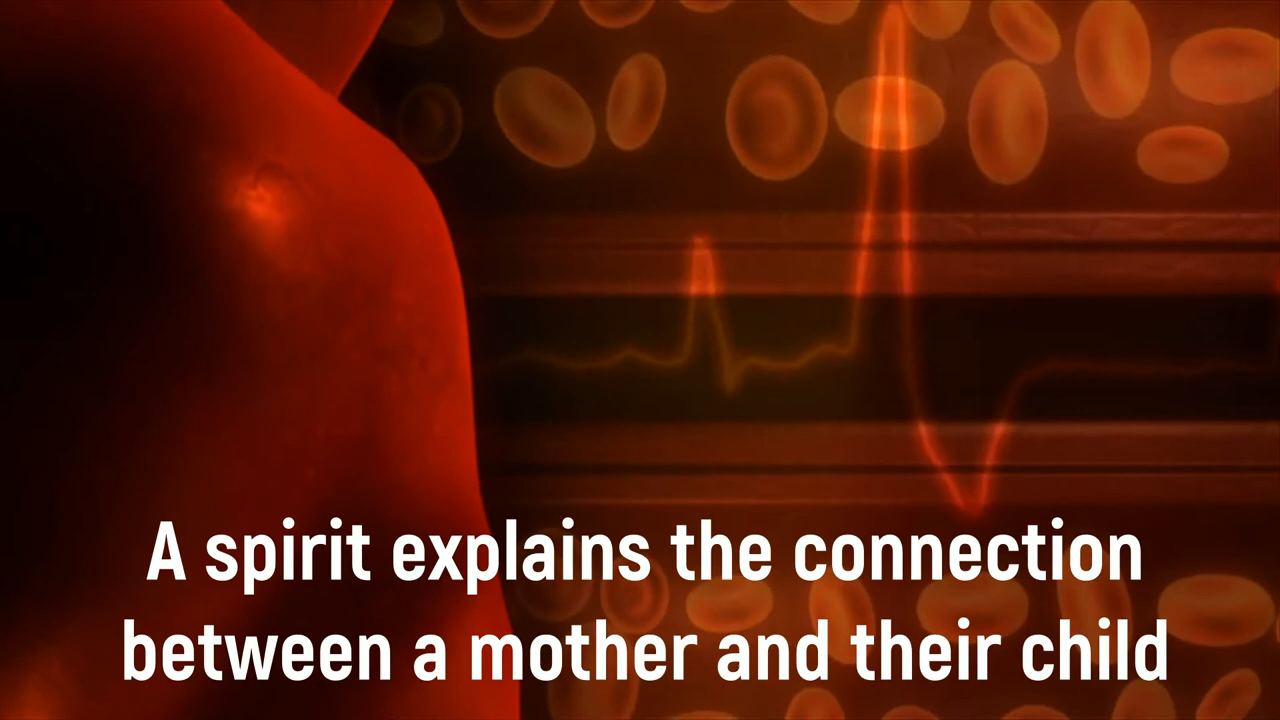 A spirit explains the connection
between a mother and their child